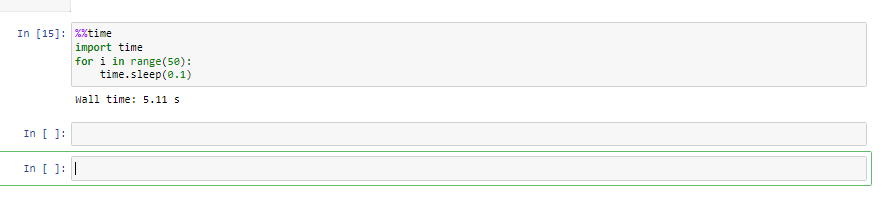 In [15]: %%time
import time
for i in range(50):
    time.sleep(0.1)
Wall time: 5.11 s
In [ ]:
In [ ]: